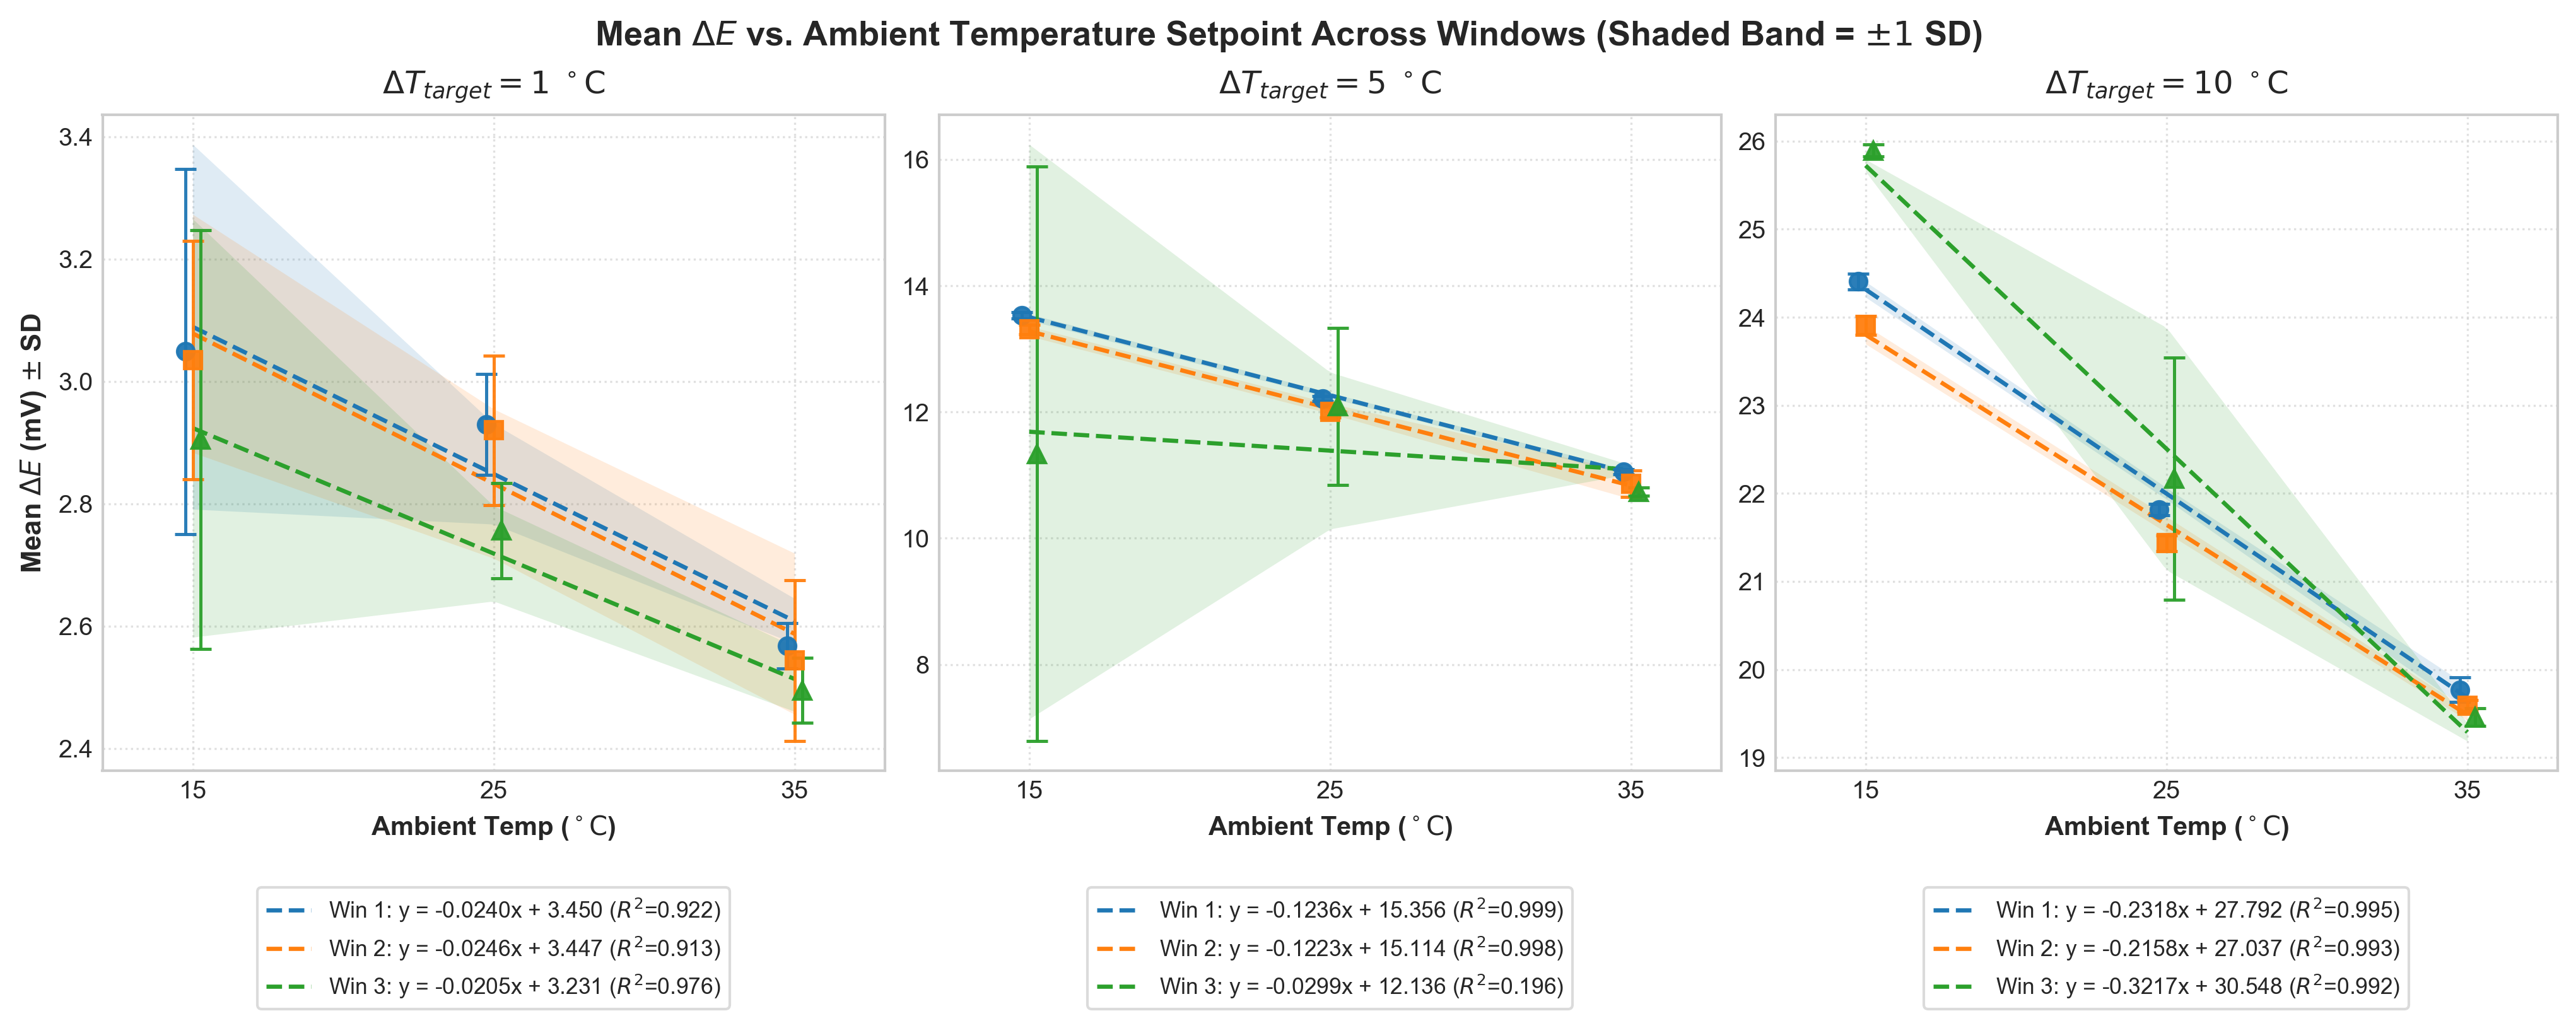 Mean ΔE vs. Ambient Temperature Setpoint Across Windows (Shaded Band = ±1 SD)
ΔT_target = 1 °C
ΔT_target = 5 °C
ΔT_target = 10 °C
Mean ΔE (mV) ± SD
3.4
3.2
3.0
2.8
2.6
2.4
15
25
35
Ambient Temp (°C)
16
14
12
10
8
15
25
35
Ambient Temp (°C)
26
25
24
23
22
21
20
19
15
25
35
Ambient Temp (°C)
Win 1: y = -0.0240x + 3.450 (R²=0.922)
Win 2: y = -0.0246x + 3.447 (R²=0.913)
Win 3: y = -0.0205x + 3.231 (R²=0.976)
Win 1: y = -0.1236x + 15.356 (R²=0.999)
Win 2: y = -0.1223x + 15.114 (R²=0.998)
Win 3: y = -0.0299x + 12.136 (R²=0.196)
Win 1: y = -0.2318x + 27.792 (R²=0.995)
Win 2: y = -0.2158x + 27.037 (R²=0.993)
Win 3: y = -0.3217x + 30.548 (R²=0.992)